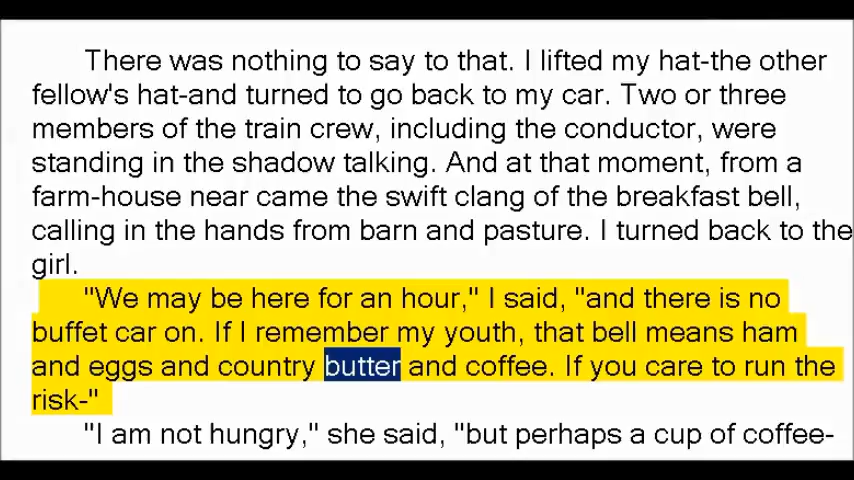 There was nothing to say to that. I lifted my hat-the other
fellow's hat-and turned to go back to my car. Two or three
members of the train crew, including the conductor, were
standing in the shadow talking. And at that moment, from a
farm-house near came the swift clang of the breakfast bell,
calling in the hands from barn and pasture. I turned back to the
girl.
"We may be here for an hour," I said, "and there is no
buffet car on. If I remember my youth, that bell means ham
and eggs and country butter and coffee. If you care to run the
risk-"
"I am not hungry," she said, "but perhaps a cup of coffee-